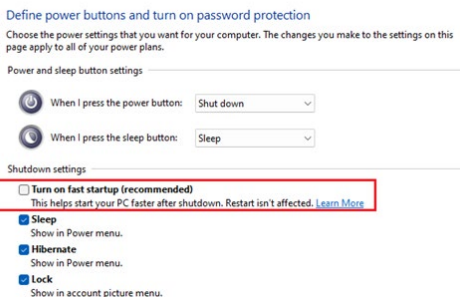 Define power buttons and turn on password protection
Choose the power settings that you want for your computer. The changes you make to the settings on this
page apply to all of your power plans.
Power and sleep button settings
When I press the power button: Shut down
When I press the sleep button: Sleep
Shutdown settings
Turn on fast startup (recommended)
This helps start your PC faster after shutdown. Restart isn't affected. Learn More
Sleep
Show in Power menu.
Hibernate
Show in Power menu.
Lock
Show in account picture menu.